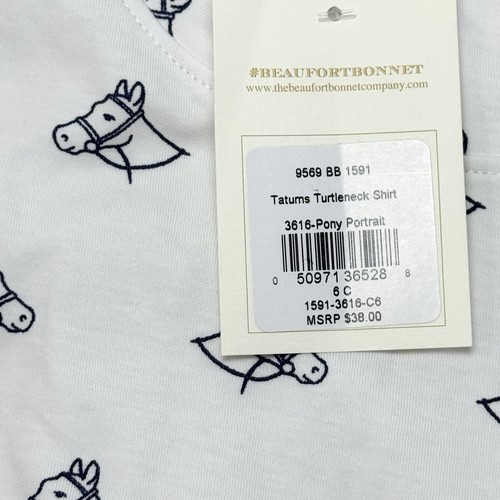 #BEAUFORTBONNET
www.thebeaufortbonnetcompany.com
9569 BB 1591
Tatums Turtleneck Shirt
3616-Pony Portrait
0 50971 36528 8
6 C
1591-3616-C6
MSRP $38.00